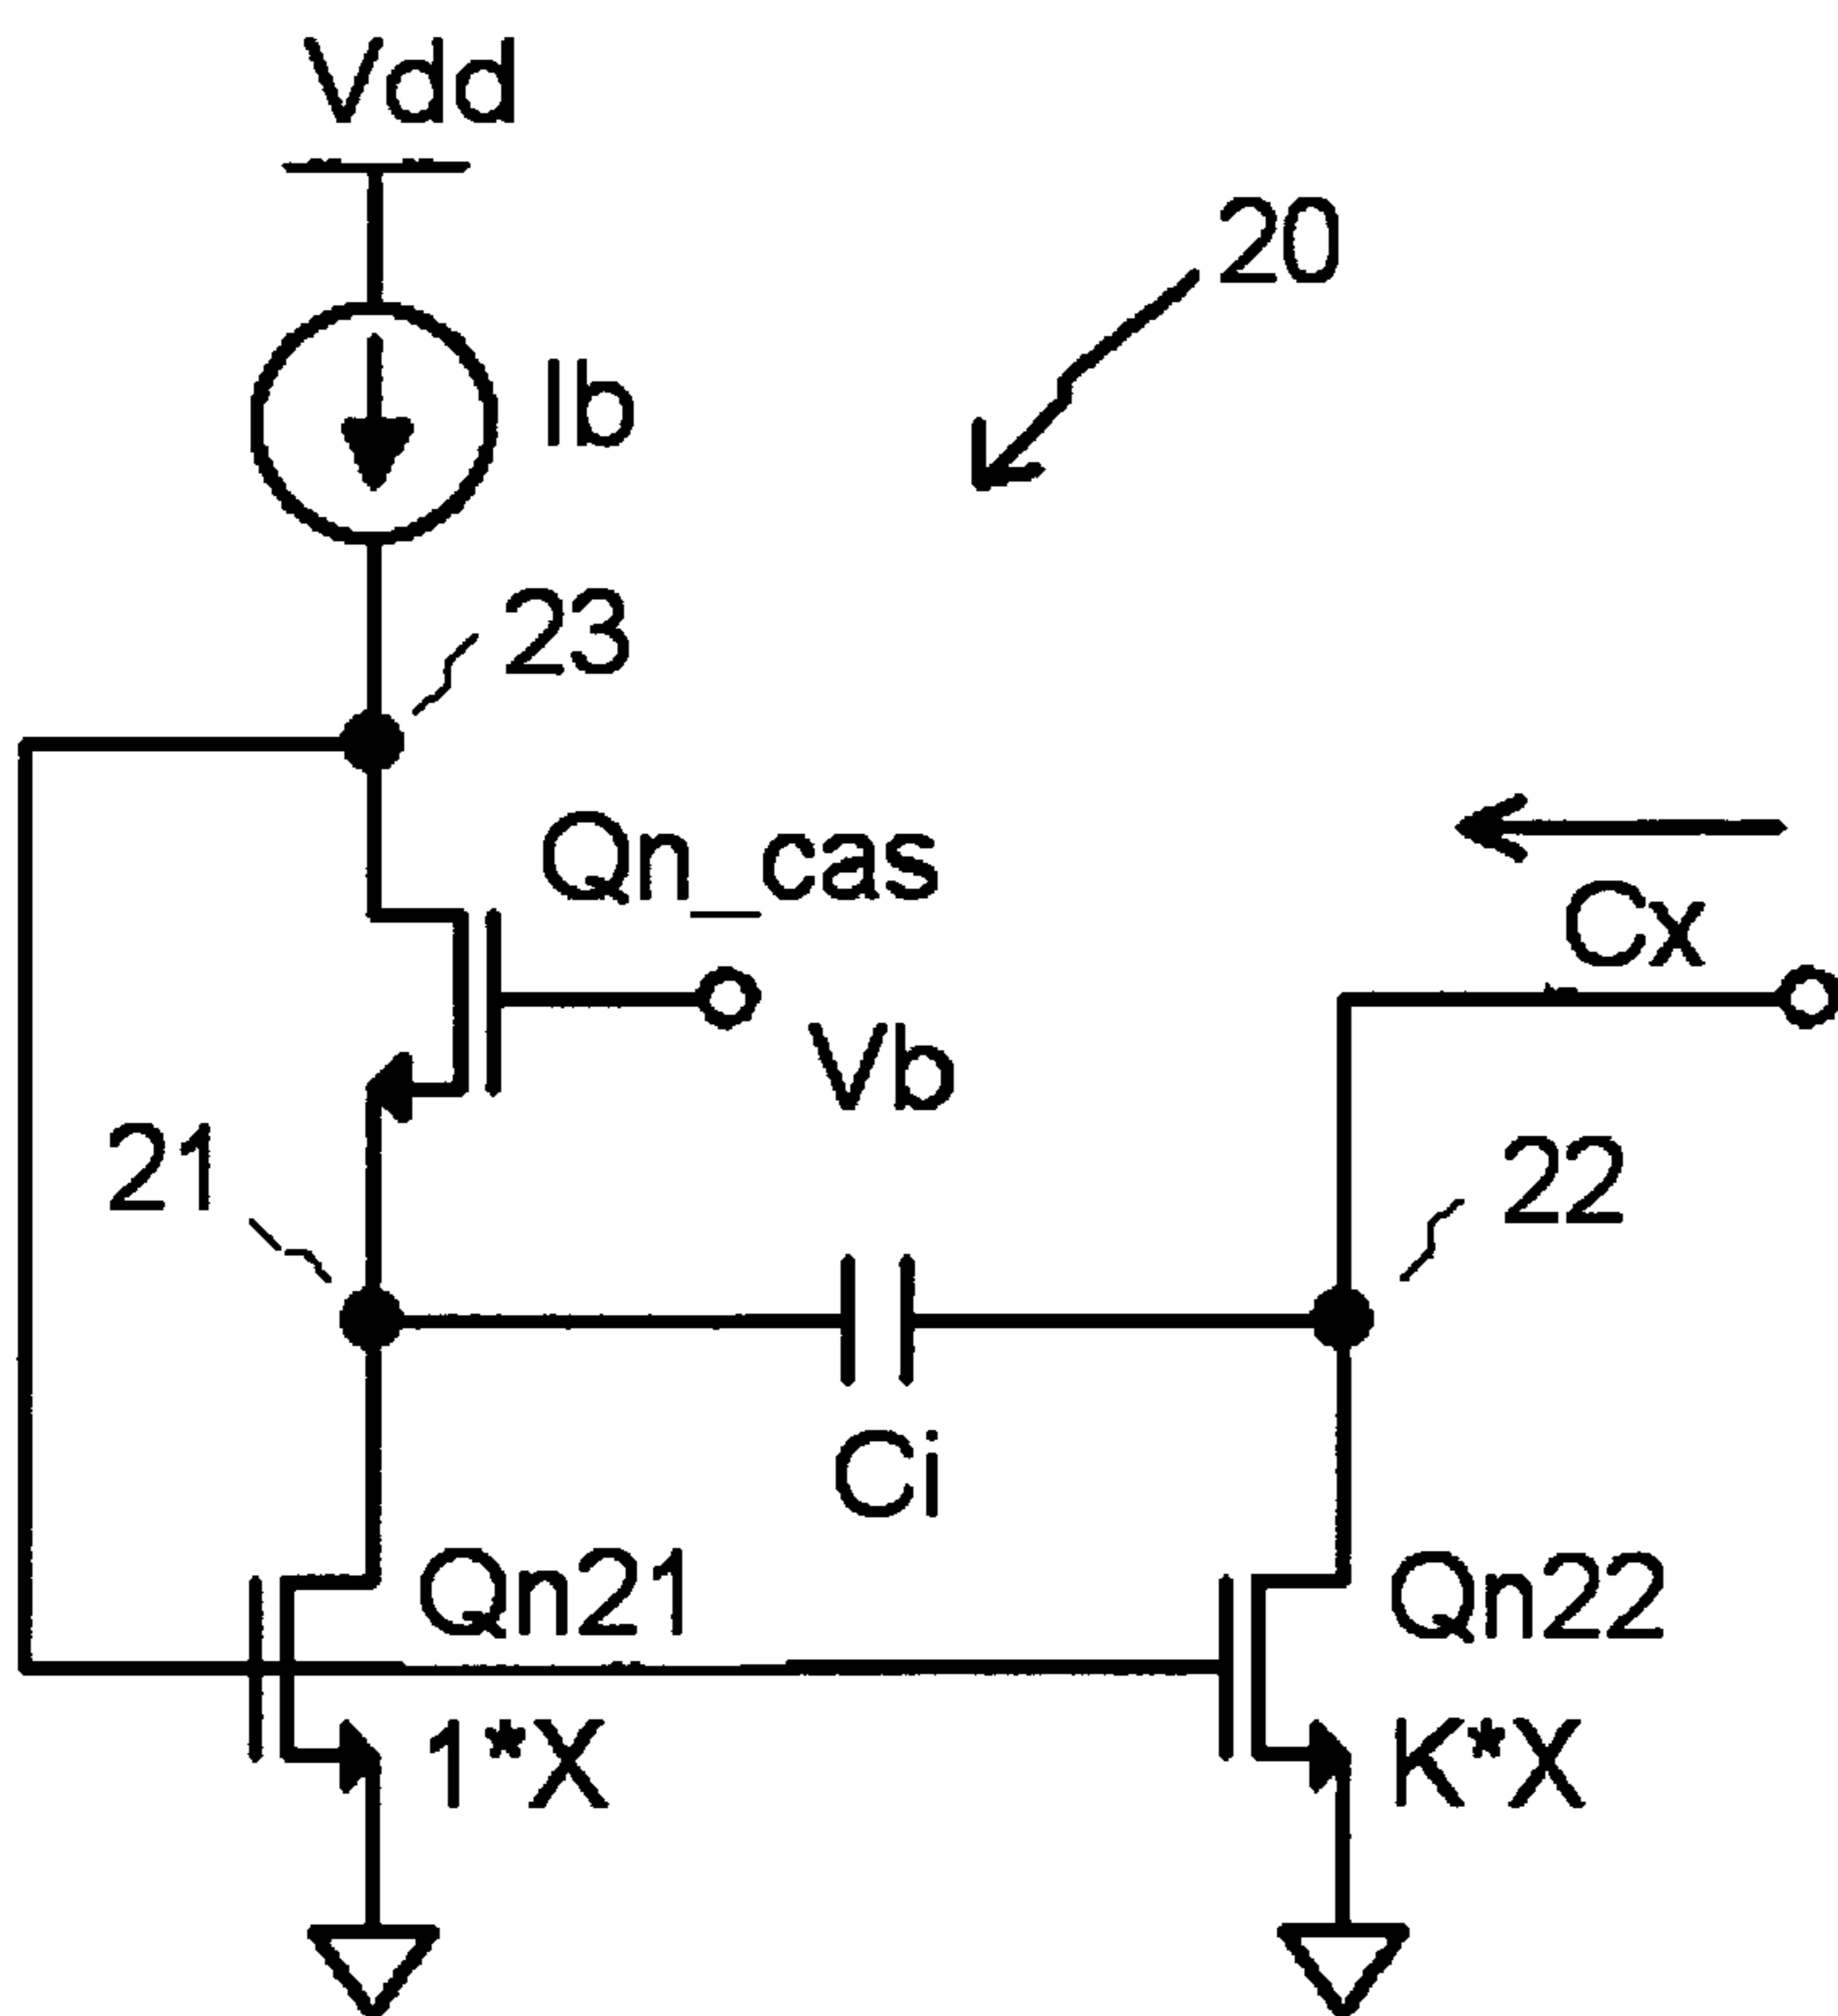 Vdd
20
Ib
23
Qn_cas
Cx
Vb
21
22
Ci
Qn21
Qn22
1*X
K*X